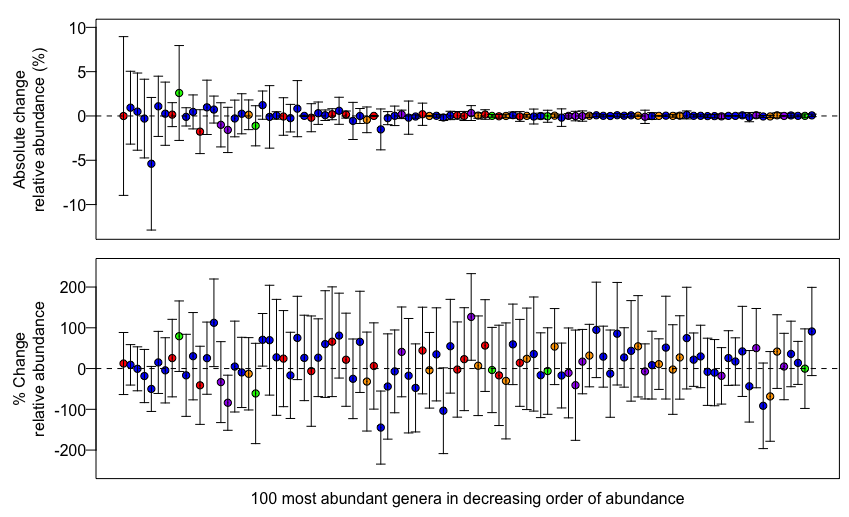 Absolute change
relative abundance (%)
10
5
0
-5
-10
% Change
relative abundance
200
100
0
-100
-200
100 most abundant genera in decreasing order of abundance